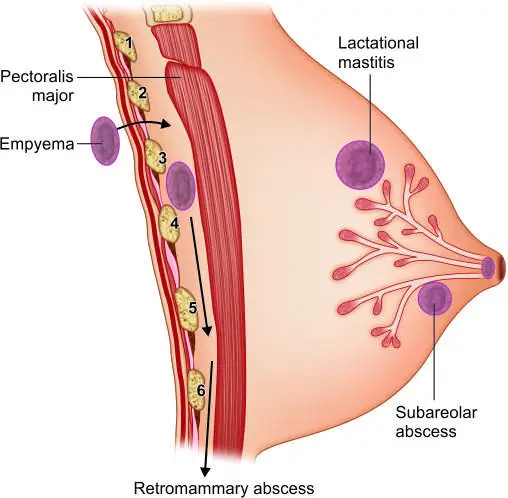 1
Pectoralis
major
2
Empyema
3
4
5
6
Lactational
mastitis
Subareolar
abscess
Retromammary abscess